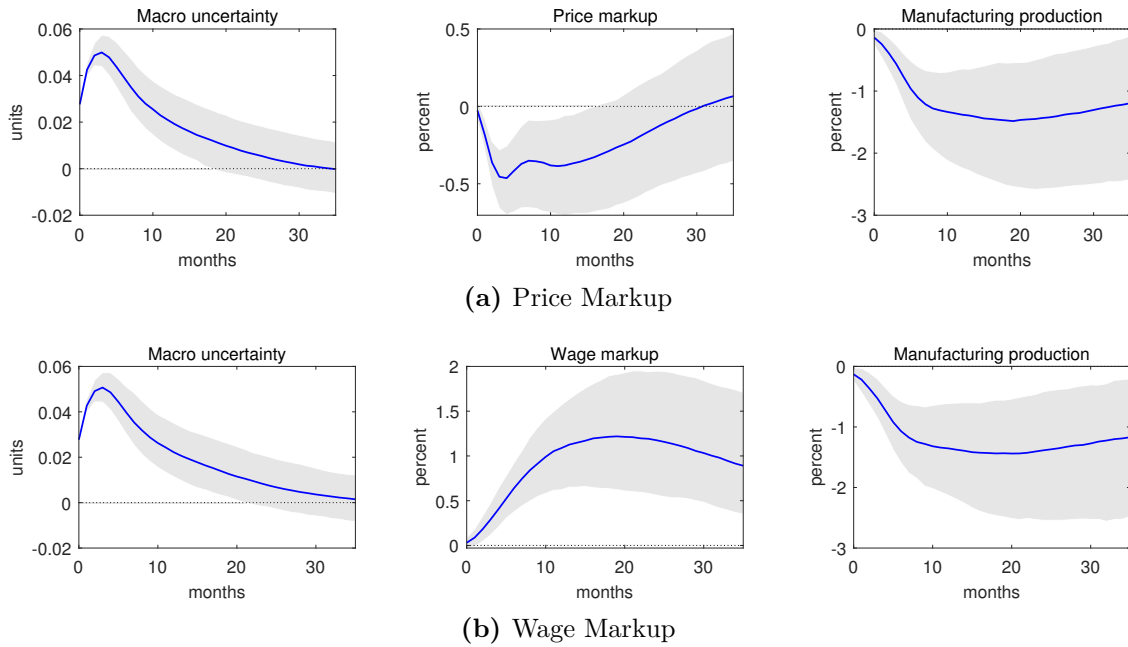 Macro uncertainty
0.06
0.04
0.02
0
-0.02
units
0 10 20 30
months
Price markup
0.5
0
-0.5
percent
0 10 20 30
months
Manufacturing production
0
-1
-2
-3
percent
0 10 20 30
months
(a) Price Markup
Macro uncertainty
0.06
0.04
0.02
0
-0.02
units
0 10 20 30
months
Wage markup
2
1.5
1
0.5
0
percent
0 10 20 30
months
Manufacturing production
0
-1
-2
-3
percent
0 10 20 30
months
(b) Wage Markup